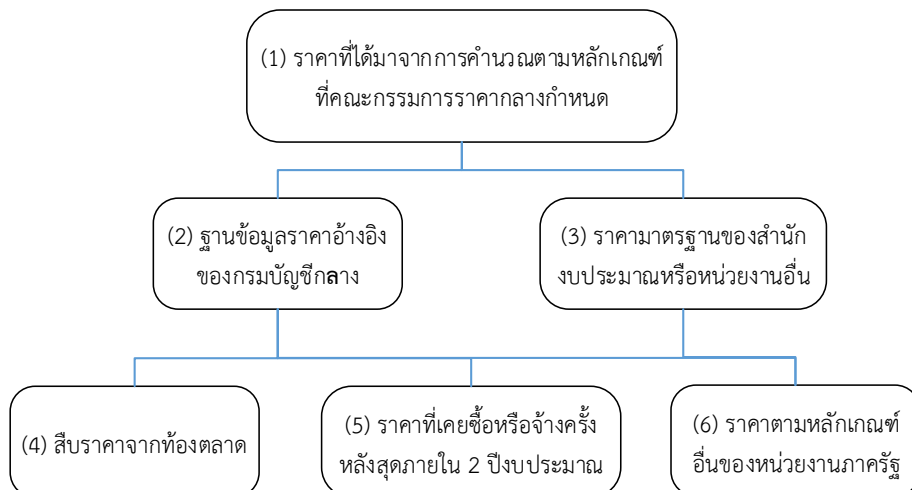 (1) ราคาที่ได้มาจากการคำนวณตามหลักเกณฑ์
ที่คณะกรรมการราคากลางกำหนด
(2) ฐานข้อมูลราคาอ้างอิง
ของกรมบัญชีกลาง
(3) ราคามาตรฐานของสำนัก
งบประมาณหรือหน่วยงานอื่น
(4) สืบราคาจากท้องตลาด
(5) ราคาที่เคยซื้อหรือจ้างครั้ง
หลังสุดภายใน 2 ปีงบประมาณ
(6) ราคาตามหลักเกณฑ์
อื่นของหน่วยงานภาครัฐ